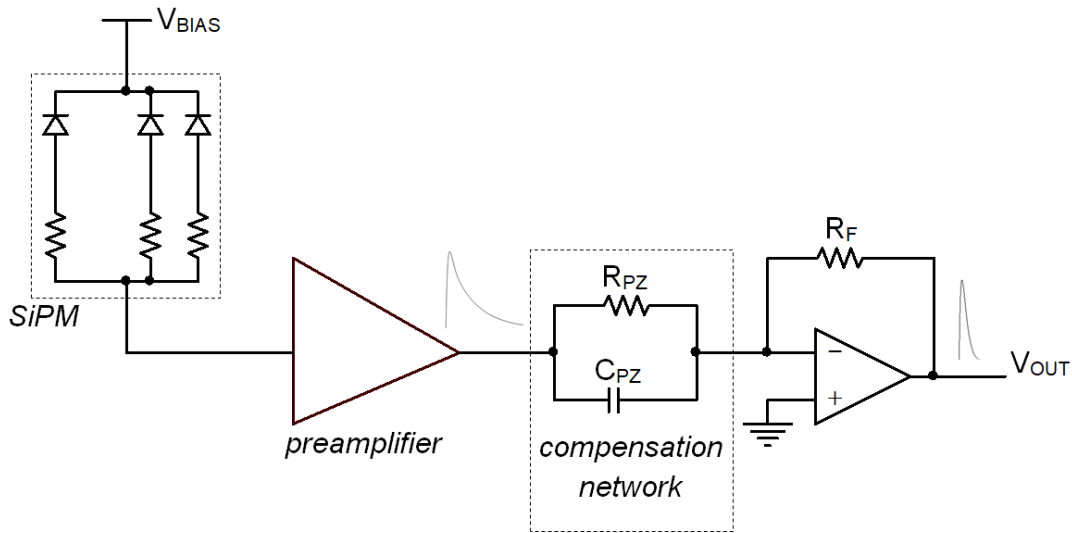 VBIAS
SiPM
preamplifier
RPZ
CPZ
compensation
network
RF
−
+
VOUT